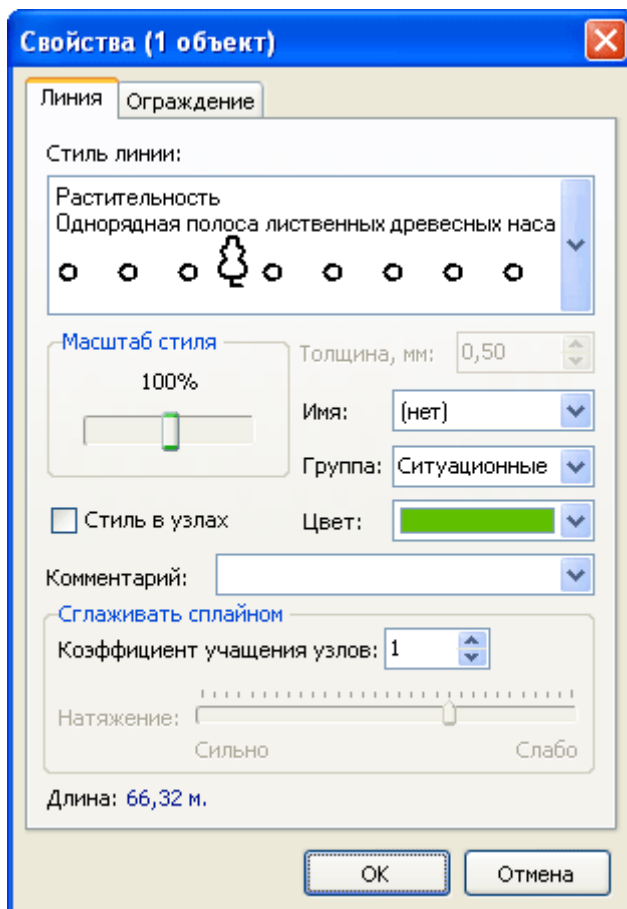 Свойства (1 объект)
Линия
Ограждение
Стиль линии:
Растительность
Однорядная полоса лиственных древесных наса
Масштаб стиля
100%
Толщина, мм: 0,50
Имя: (нет)
Группа: Ситуационные
Стиль в узлах
Цвет:
Комментарий:
Сглаживать сплайном
Коэффициент учащения узлов: 1
Натяжение:
Сильно
Слабо
Длина: 66,32 м.
ОК
Отмена